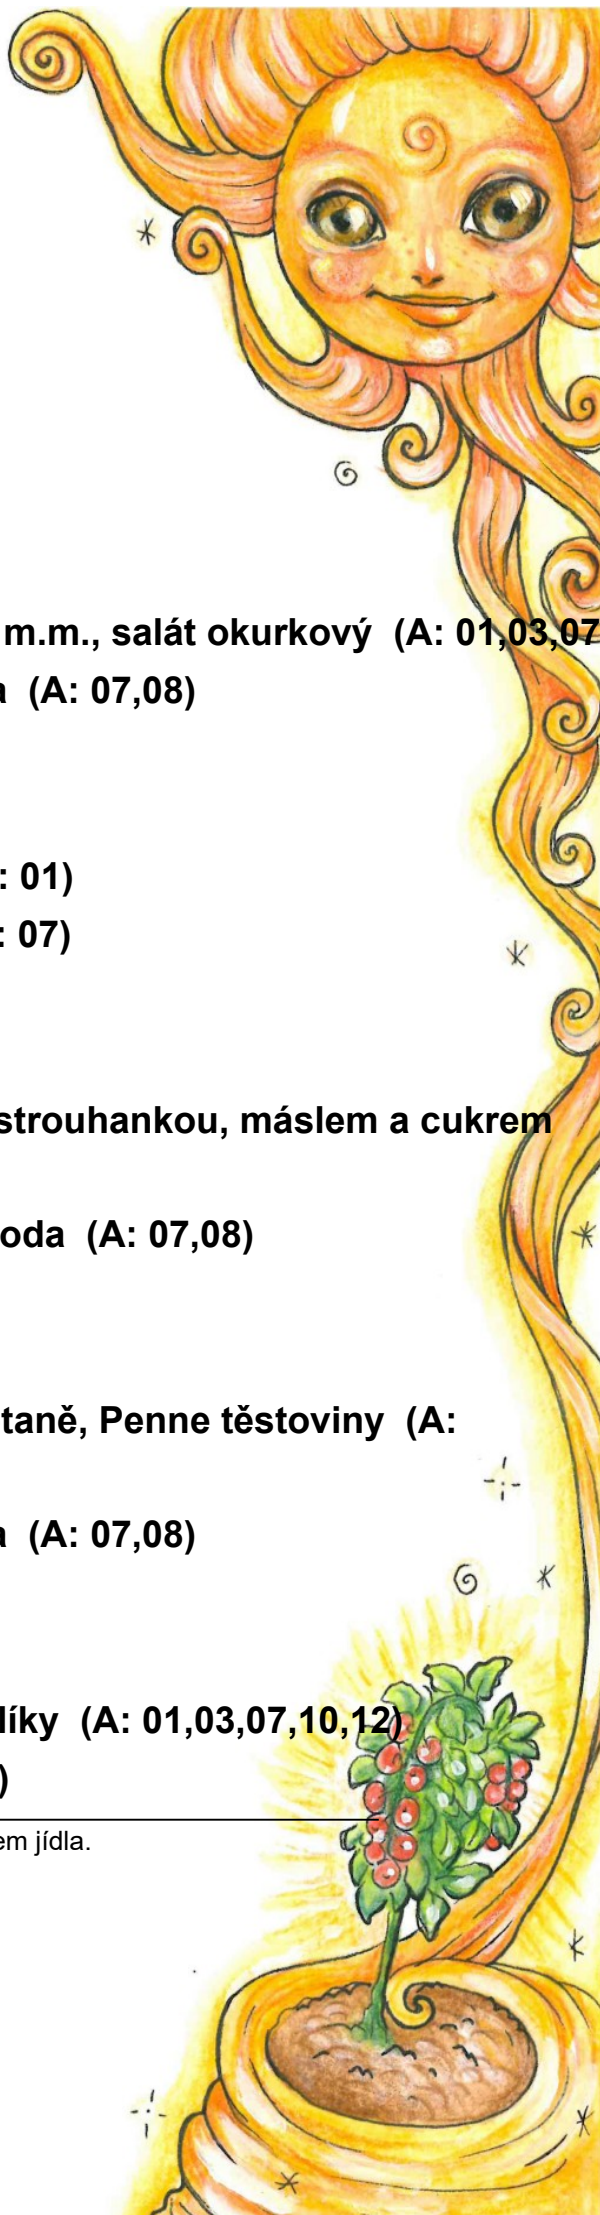 m.m., salát okurkový (A: 01,03,07
(A: 07,08)
: 01)
: 07)
strouhankou, máslem a cukrem
oda (A: 07,08)
taně, Penne těstoviny (A:
a (A: 07,08)
líky (A: 01,03,07,10,12)
)
em jídla.